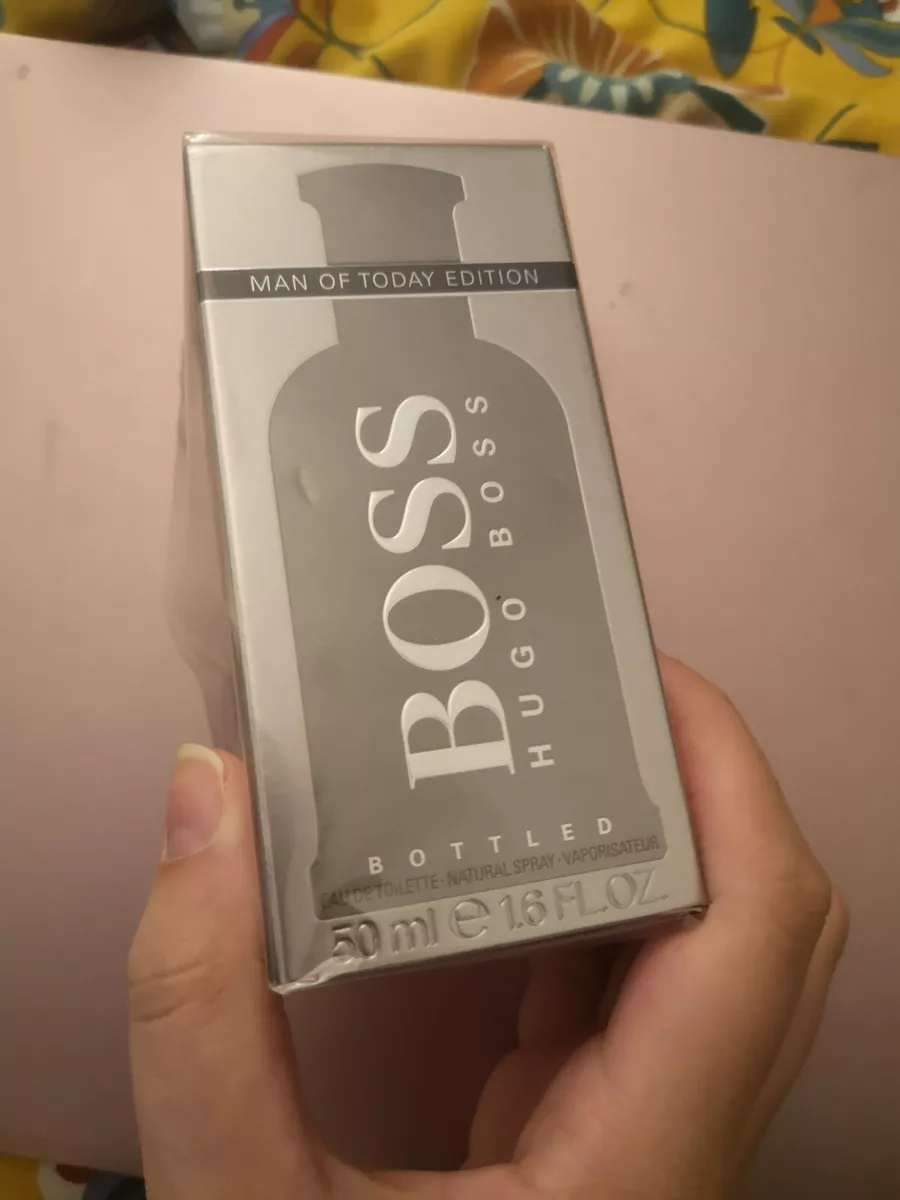 MAN OF TODAY EDITION
BOSS
HUGO BOSS
BOTTLED
EAU DE TOILETTE · NATURAL SPRAY · VAPORISATEUR
50 ml ℮ 1.6 FL.OZ.